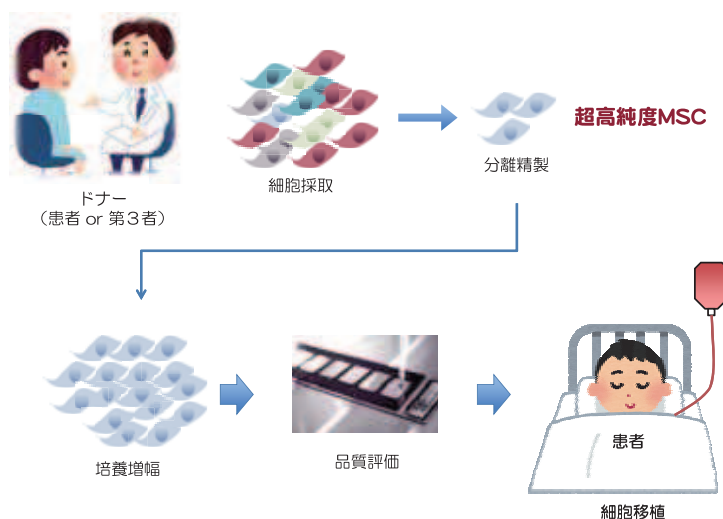 ドナー
（患者 or 第３者）
細胞採取
分離精製
超高純度MSC
培養増幅
品質評価
患者
細胞移植